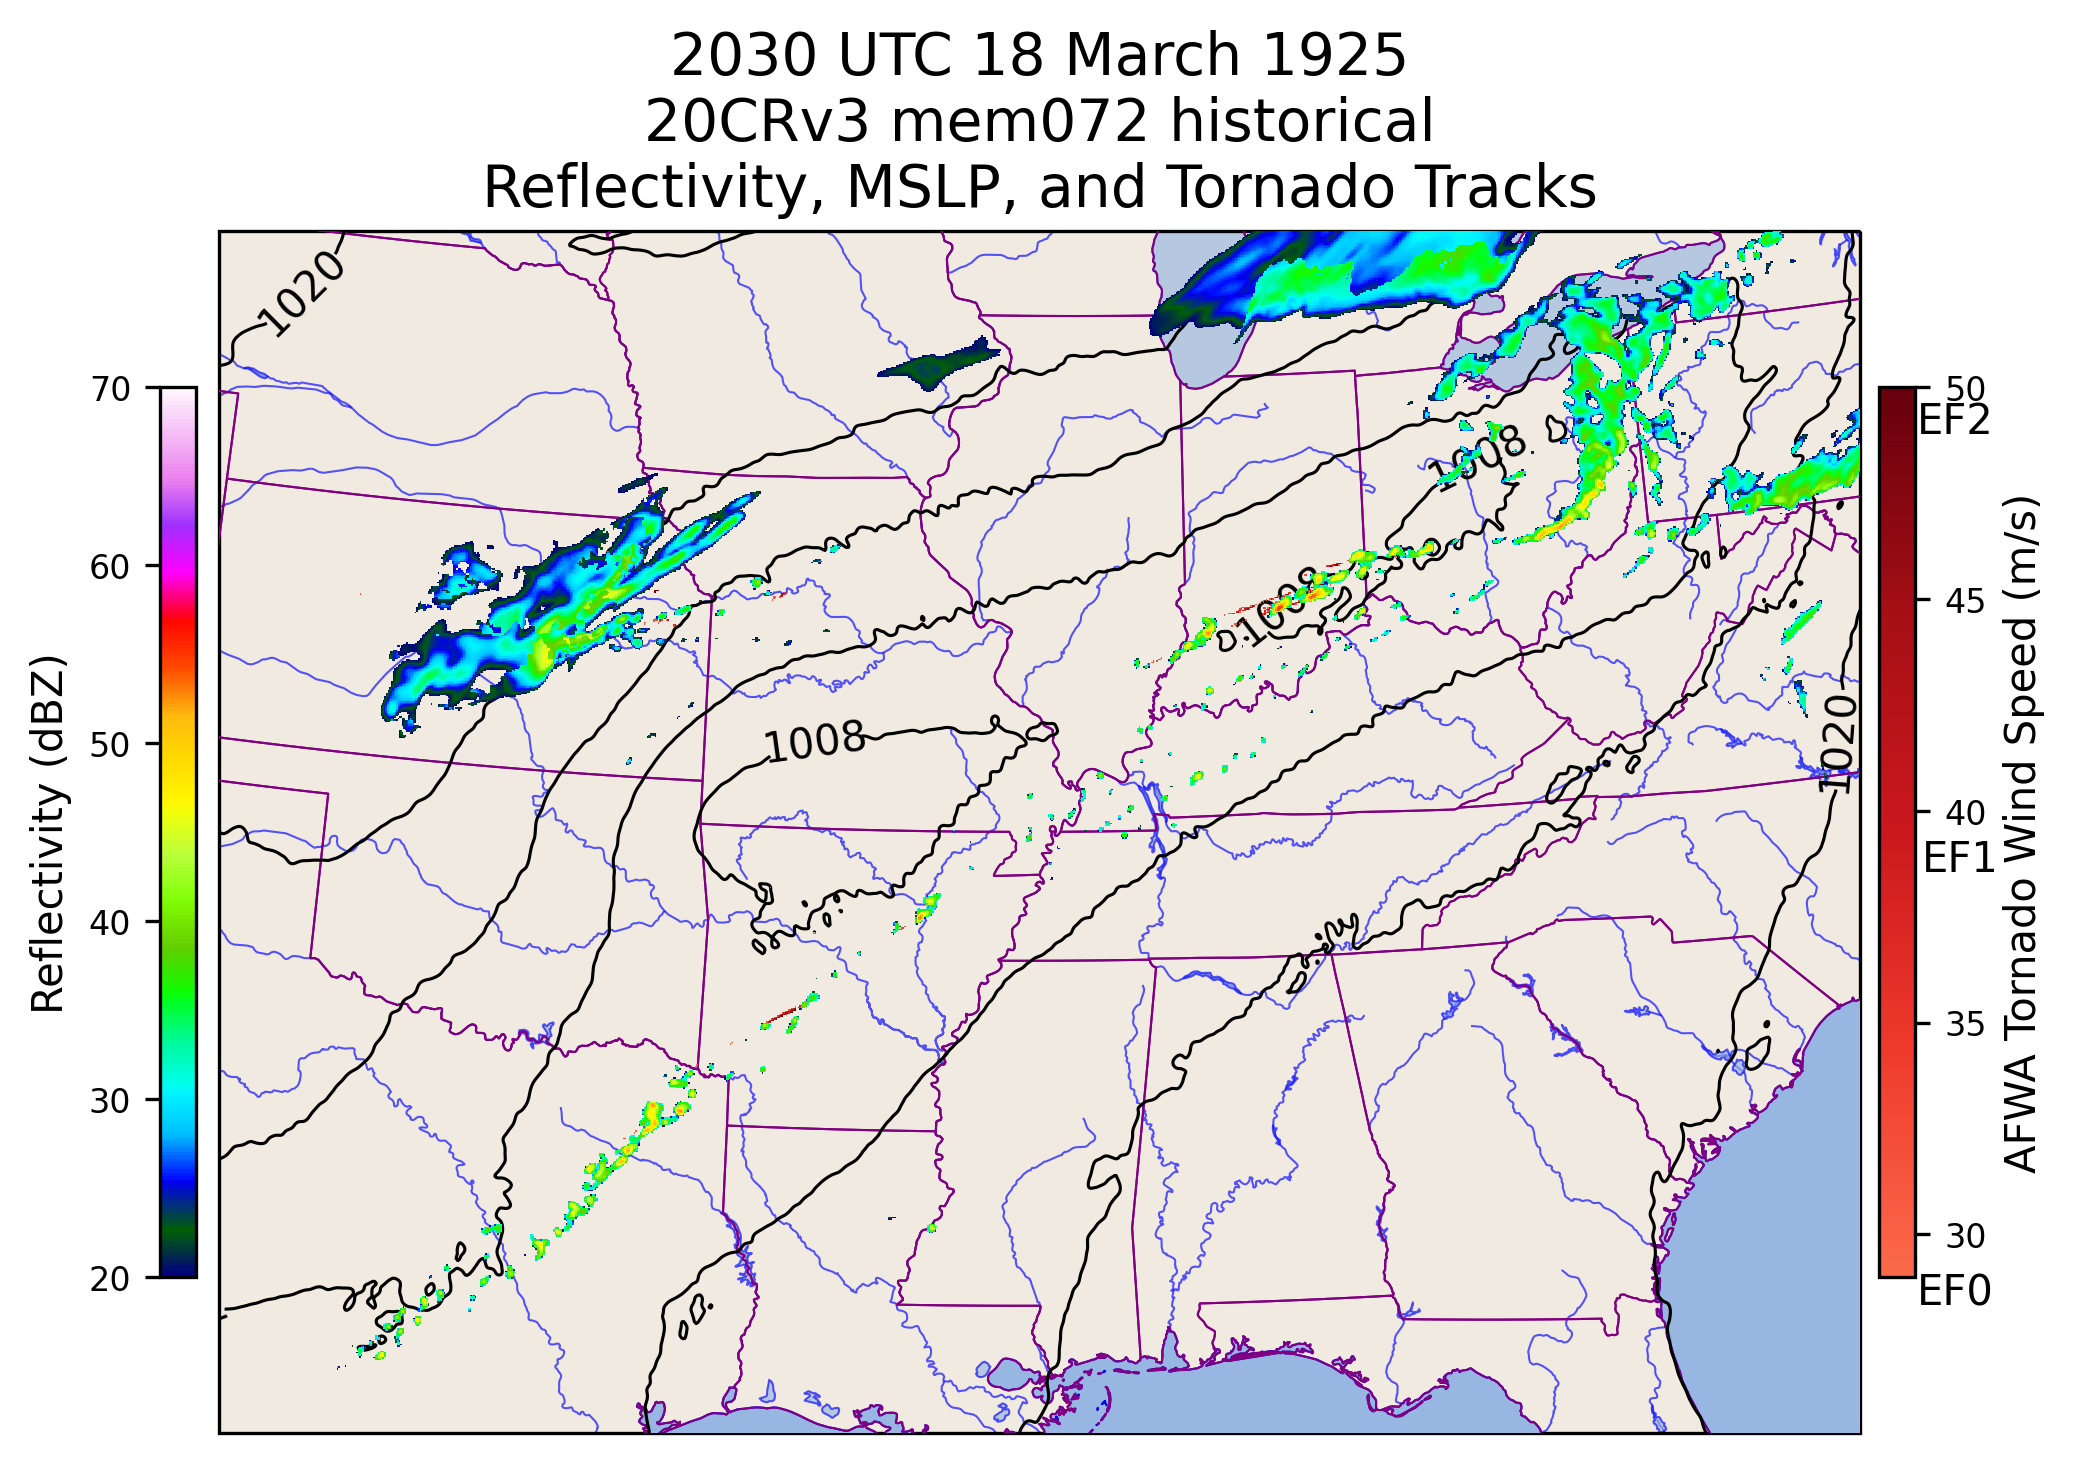 2030 UTC 18 March 1925
20CRv3 mem072 historical
Reflectivity, MSLP, and Tornado Tracks
1020
1008
1008
1008
1020
70
60
50
40
30
20
Reflectivity (dBZ)
50
EF2
45
40
EF1
35
30
EF0
AFWA Tornado Wind Speed (m/s)